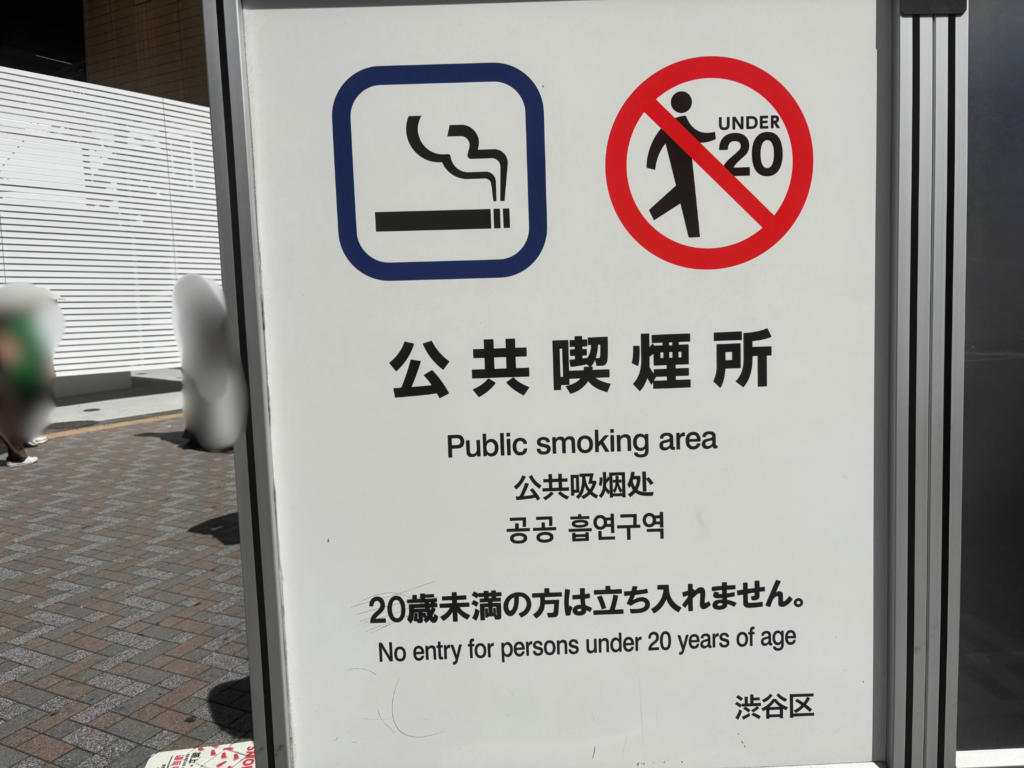 UNDER
20
公共喫煙所
Public smoking area
公共吸烟处
공공 흡연구역
20歳未満の方は立ち入れません。
No entry for persons under 20 years of age
渋谷区